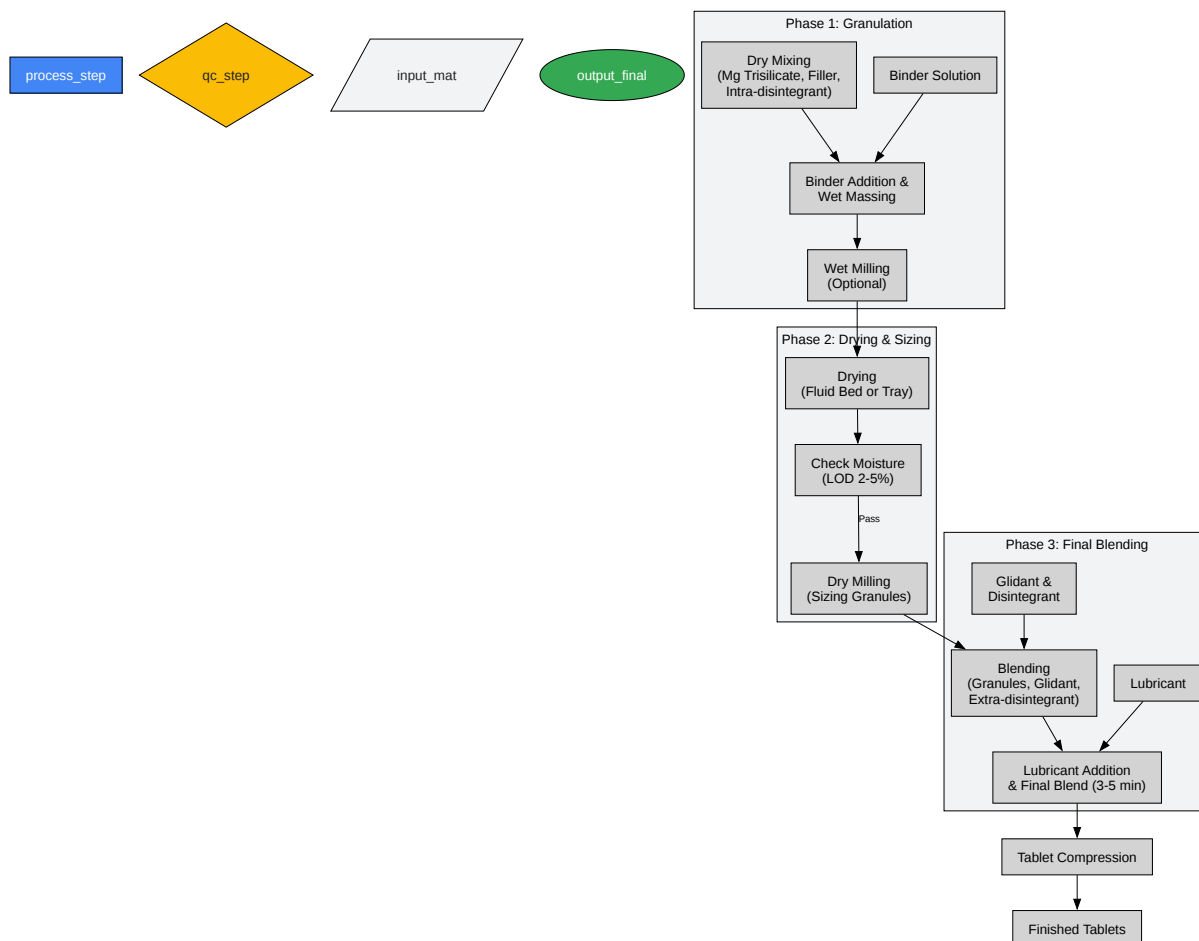 process_step
qc_step
input_mat
output_final
Phase 1: Granulation
Dry Mixing
(Mg Trisilicate, Filler,
Intra-disintegrant)
Binder Solution
Binder Addition &
Wet Massing
Wet Milling
(Optional)
Phase 2: Drying & Sizing
Drying
(Fluid Bed or Tray)
Check Moisture
(LOD 2-5%)
Pass
Dry Milling
(Sizing Granules)
Phase 3: Final Blending
Glidant &
Disintegrant
Blending
(Granules, Glidant,
Extra-disintegrant)
Lubricant
Lubricant Addition
& Final Blend (3-5 min)
Tablet Compression
Finished Tablets